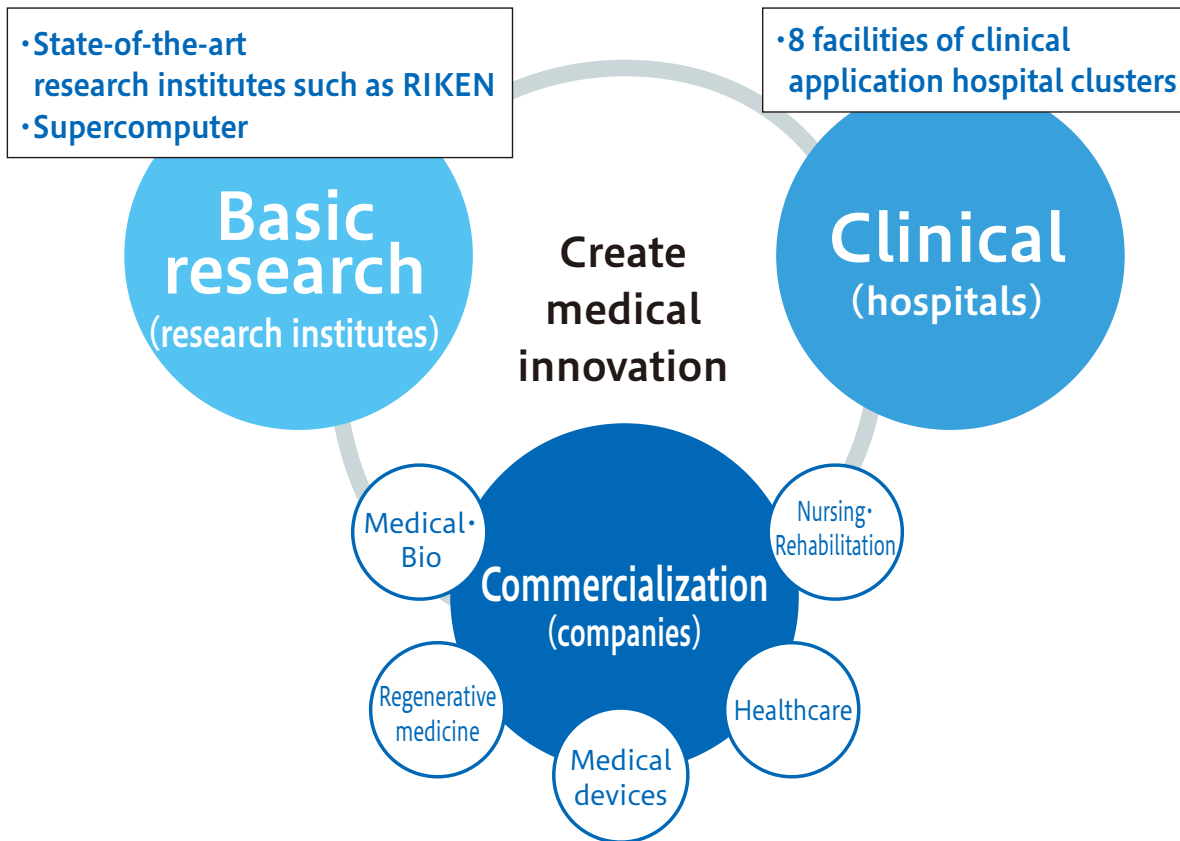 ・State-of-the-art
research institutes such as RIKEN
・Supercomputer
・8 facilities of clinical
application hospital clusters
Basic
research
(research institutes)
Create
medical
innovation
Clinical
(hospitals)
Medical・
Bio
Nursing・
Rehabilitation
Commercialization
(companies)
Regenerative
medicine
Healthcare
Medical
devices